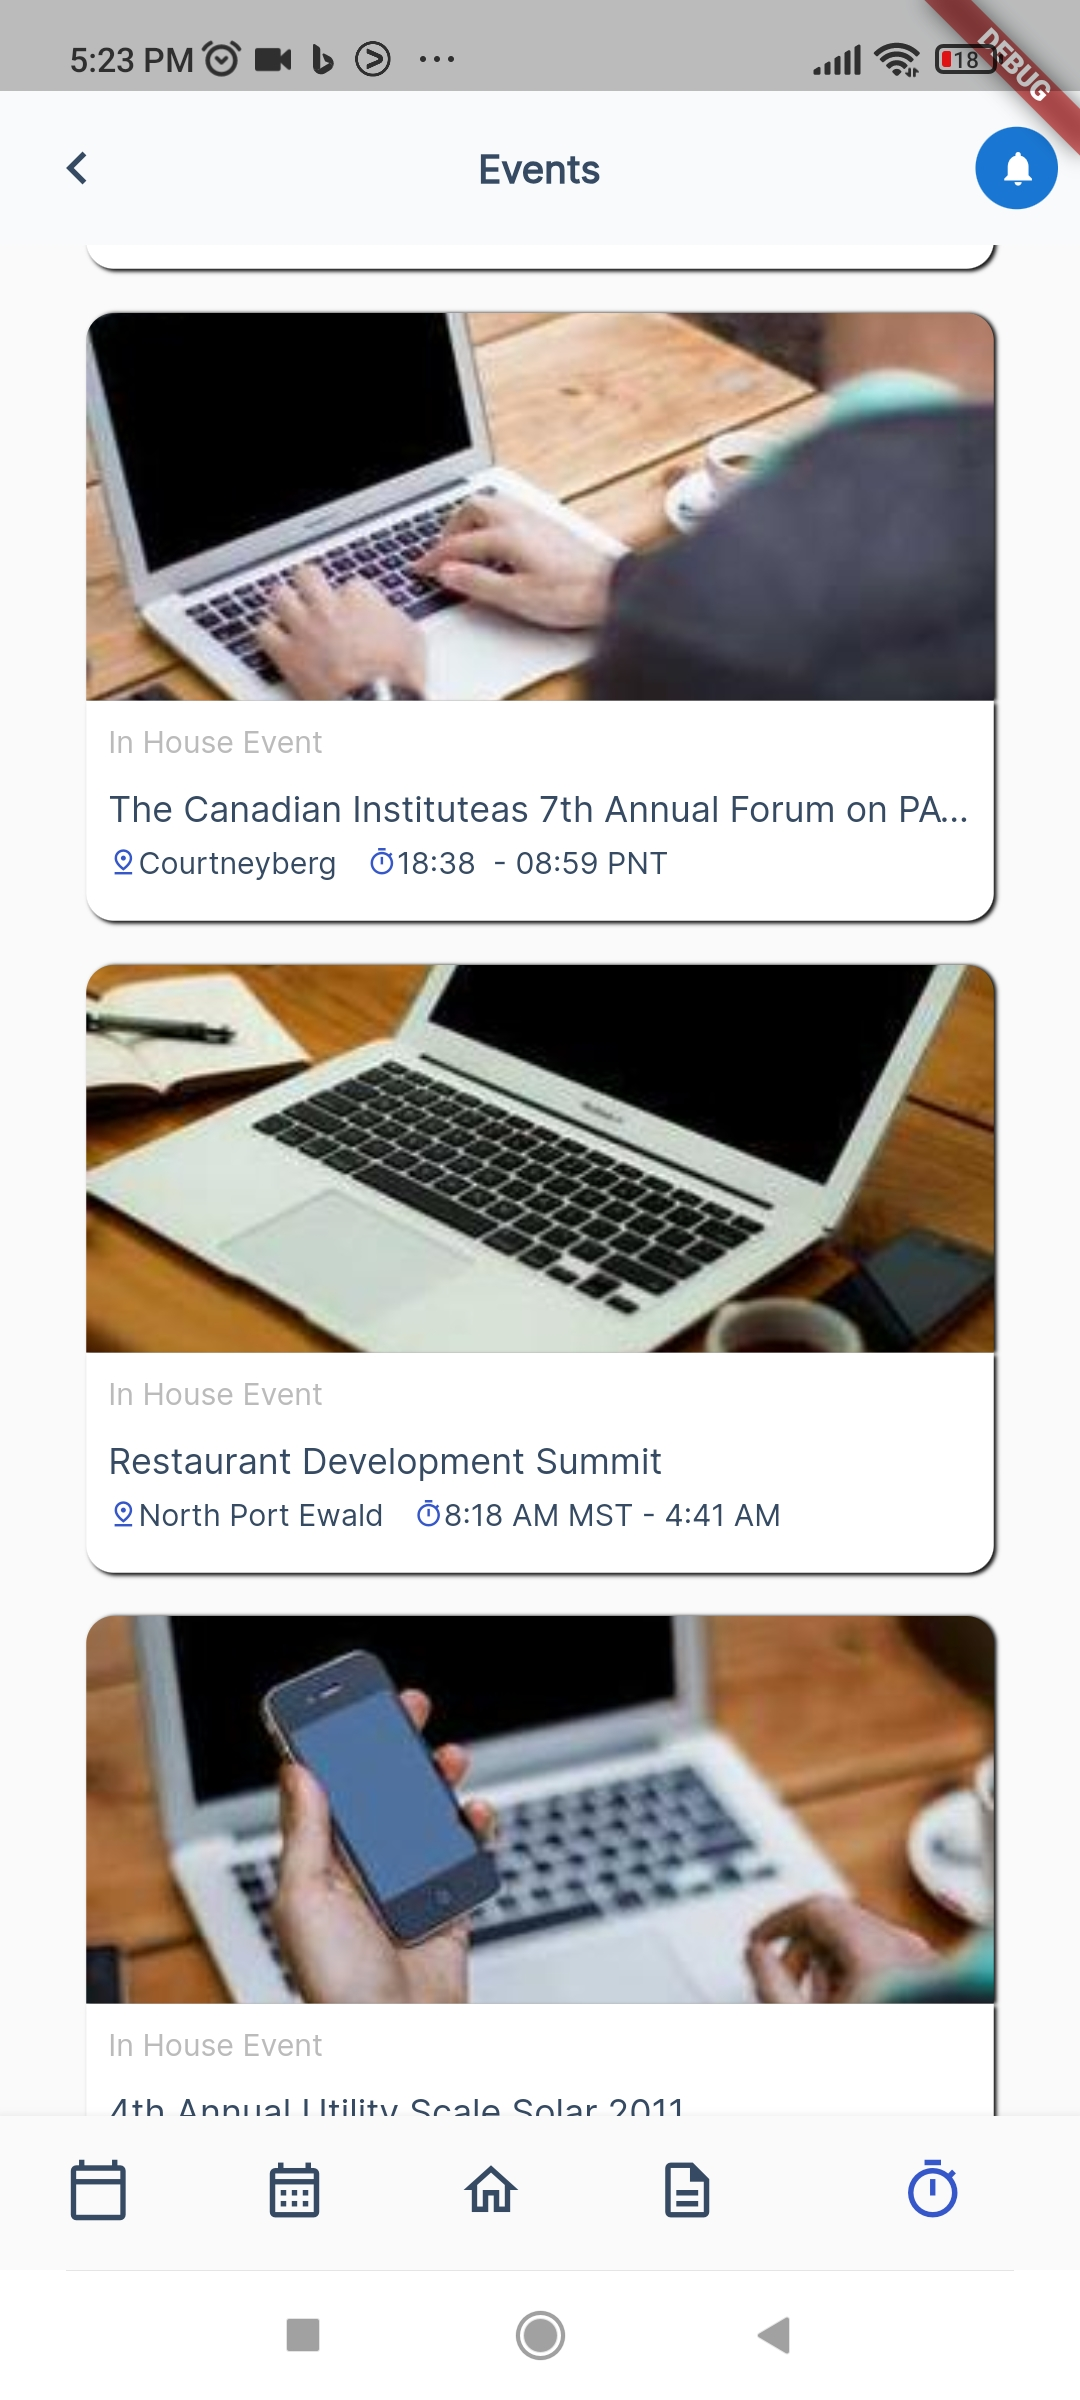 5:23 PM
18
DEBUG
Events
In House Event
The Canadian Instituteas 7th Annual Forum on PA...
Courtneyberg 18:38 - 08:59 PNT
In House Event
Restaurant Development Summit
North Port Ewald 8:18 AM MST - 4:41 AM
In House Event
4th Annual Utility Scale Solar 2011